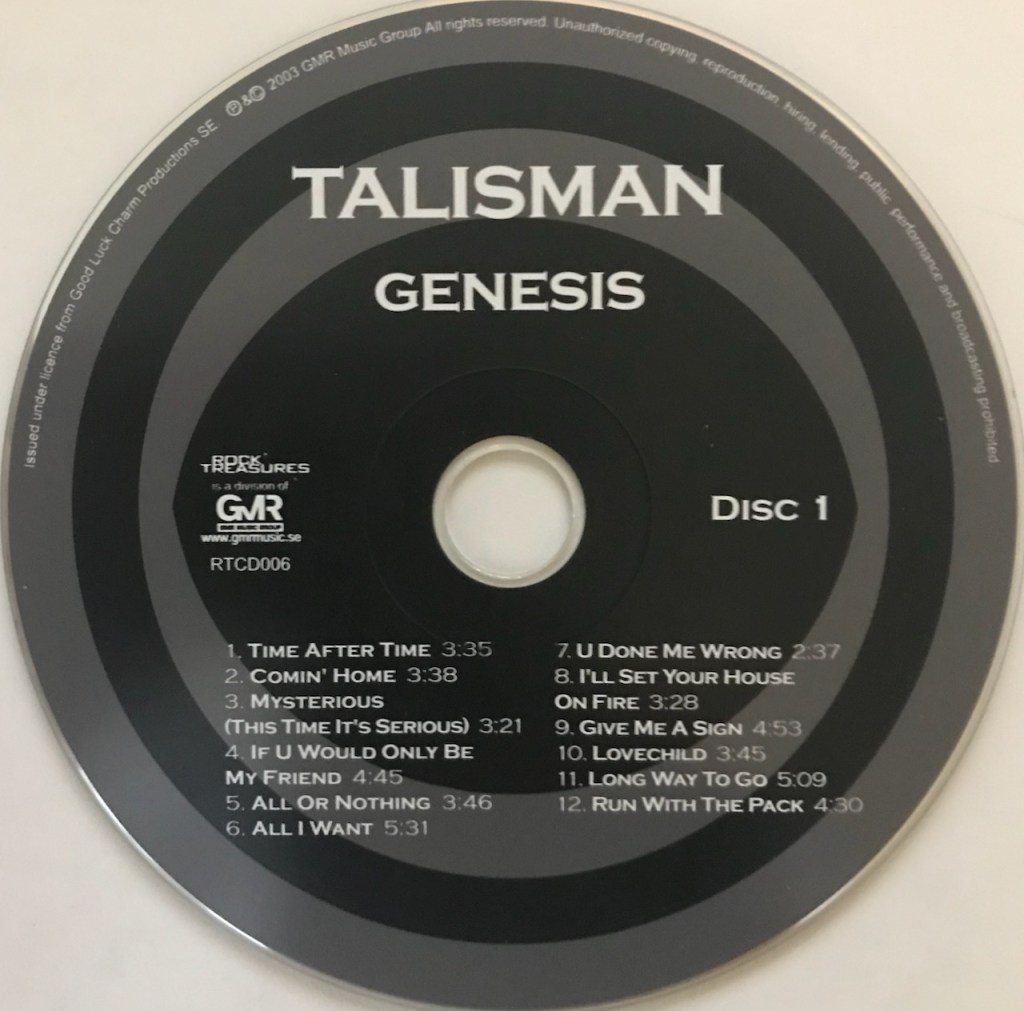 Issued under licence from Good Luck Charm Productions SE. ℗&© 2003 GMR Music Group All rights reserved. Unauthorized copying, reproduction, hiring, lending, public performance and broadcasting prohibited
TALISMAN
GENESIS
ROCK
TREASURES
is a division of
GMR
www.gmrmusic.se
RTCD006
DISC 1
1. TIME AFTER TIME 3:35
2. COMIN' HOME 3:38
3. MYSTERIOUS
(THIS TIME IT'S SERIOUS) 3:21
4. IF U WOULD ONLY BE
MY FRIEND 4:45
5. ALL OR NOTHING 3:46
6. ALL I WANT 5:31
7. U DONE ME WRONG 2:37
8. I'LL SET YOUR HOUSE
ON FIRE 3:28
9. GIVE ME A SIGN 4:53
10. LOVECHILD 3:45
11. LONG WAY TO GO 5:09
12. RUN WITH THE PACK 4:30